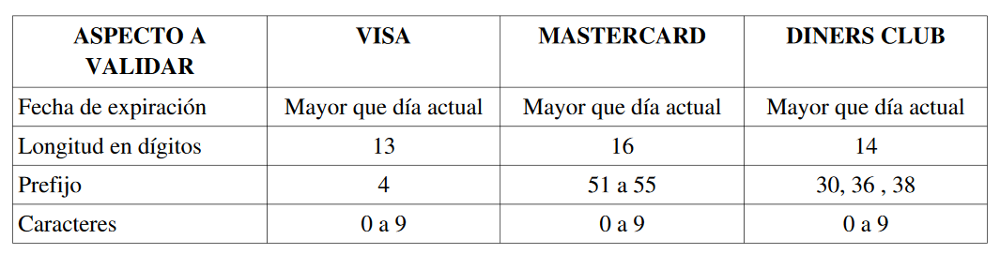 ASPECTO A VALIDAR VISA MASTERCARD DINERS CLUB
Fecha de expiración Mayor que día actual Mayor que día actual Mayor que día actual
Longitud en dígitos 13 16 14
Prefijo 4 51 a 55 30, 36 , 38
Caracteres 0 a 9 0 a 9 0 a 9